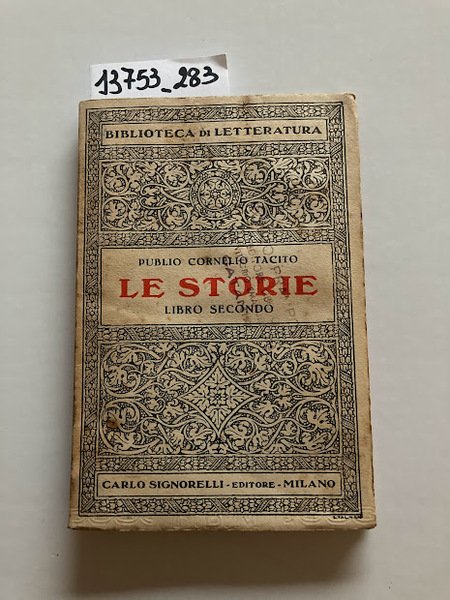 13753_283
BIBLIOTECA DI LETTERATURA
PUBLIO CORNELIO TACITO
LE STORIE
LIBRO SECONDO
CARLO SIGNORELLI - EDITORE - MILANO